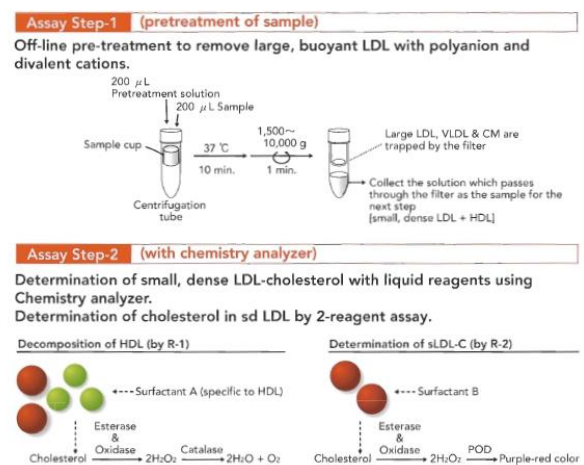 Assay Step-1 (pretreatment of sample)
Off-line pre-treatment to remove large, buoyant LDL with polyanion and
divalent cations.
200 μL
Pretreatment solution
200 μL Sample
Sample cup
37 ℃
10 min.
1,500~
10,000 g
1 min.
Centrifugation
tube
Large LDL, VLDL & CM are
trapped by the filter
Collect the solution which passes
through the filter as the sample for the
next step
[small, dense LDL + HDL]
Assay Step-2 (with chemistry analyzer)
Determination of small, dense LDL-cholesterol with liquid reagents using
Chemistry analyzer.
Determination of cholesterol in sd LDL by 2-reagent assay.
Decomposition of HDL (by R-1)
Surfactant A (specific to HDL)
Esterase
&
Oxidase
Catalase
Cholesterol 2H₂O₂ 2H₂O + O₂
Determination of sLDL-C (by R-2)
Surfactant B
Esterase
&
Oxidase
POD
Cholesterol 2H₂O₂ Purple-red color